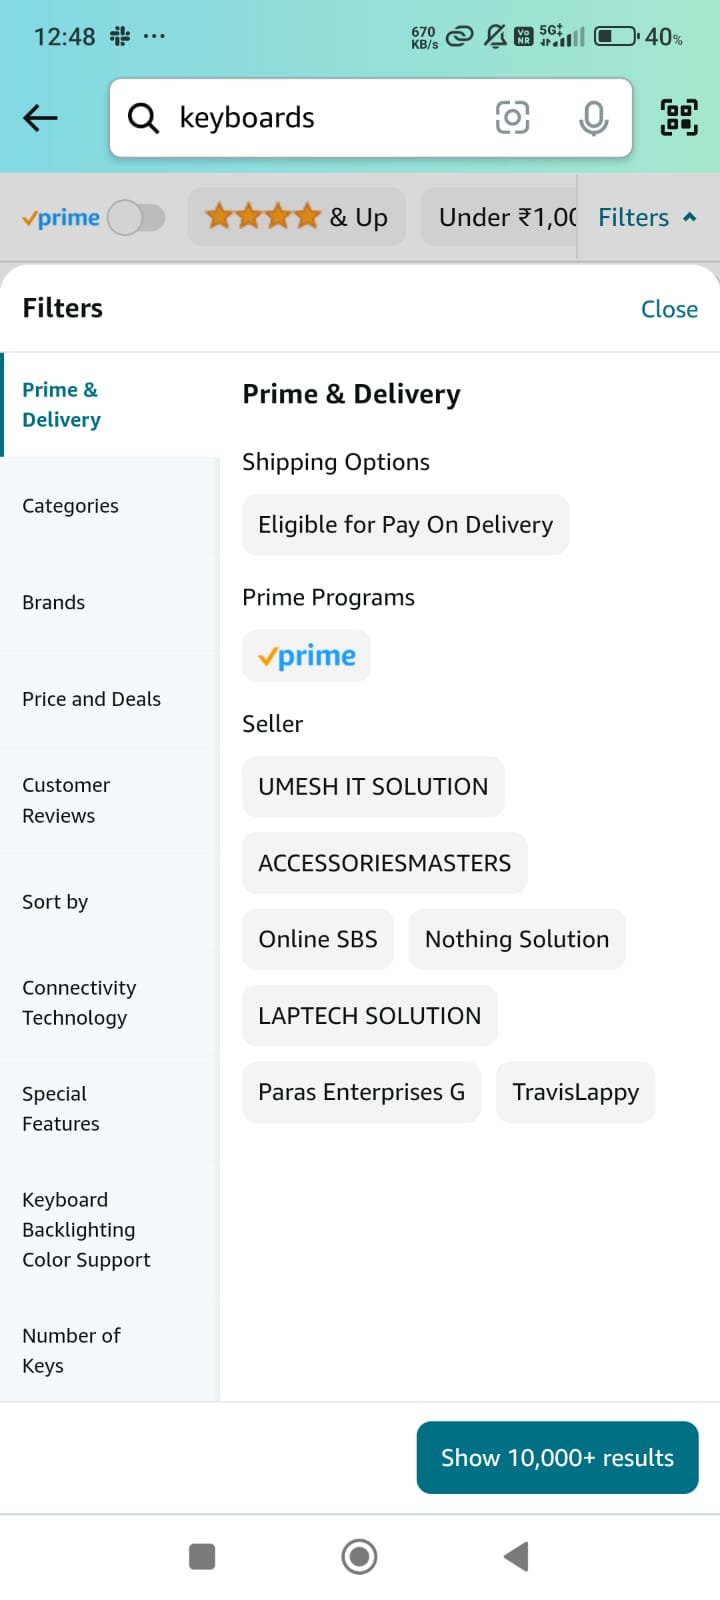 12:48
670 KB/s Vo NR 5G 40%
keyboards
prime & Up Under ₹1,00 Filters
Filters Close
Prime &
Delivery
Categories
Brands
Price and Deals
Customer
Reviews
Sort by
Connectivity
Technology
Special
Features
Keyboard
Backlighting
Color Support
Number of
Keys
Prime & Delivery
Shipping Options
Eligible for Pay On Delivery
Prime Programs
prime
Seller
UMESH IT SOLUTION
ACCESSORIESMASTERS
Online SBS Nothing Solution
LAPTECH SOLUTION
Paras Enterprises G TravisLappy
Show 10,000+ results